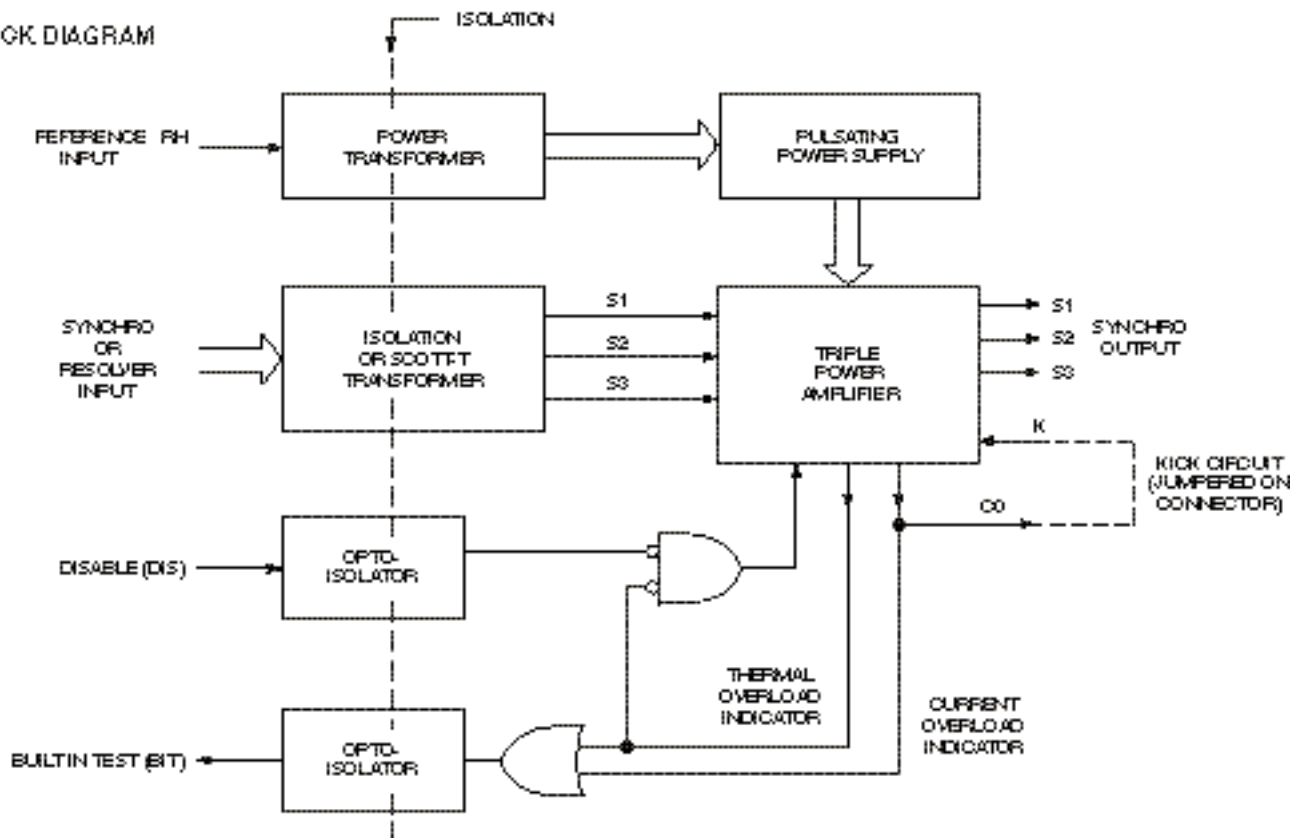 OK DIAGRAM
ISOLATION
REFERENCE RH
INPUT
POWER
TRANSFORMER
PULSATING
POWER SUPPLY
SYNCHRO
OR
RESOLVER
INPUT
ISOLATION
OR SCOTT-T
TRANSFORMER
S1
S2
S3
TRIPLE
POWER
AMPLIFIER
S1
S2
S3
SYNCHRO
OUTPUT
K
KICK CIRCUIT
(JUMPERED ON
CONNECTOR)
CO
DISABLE (DIS)
OPTO-
ISOLATOR
THERMAL
OVERLOAD
INDICATOR
CURRENT
OVERLOAD
INDICATOR
BUILT IN TEST (BIT)
OPTO-
ISOLATOR